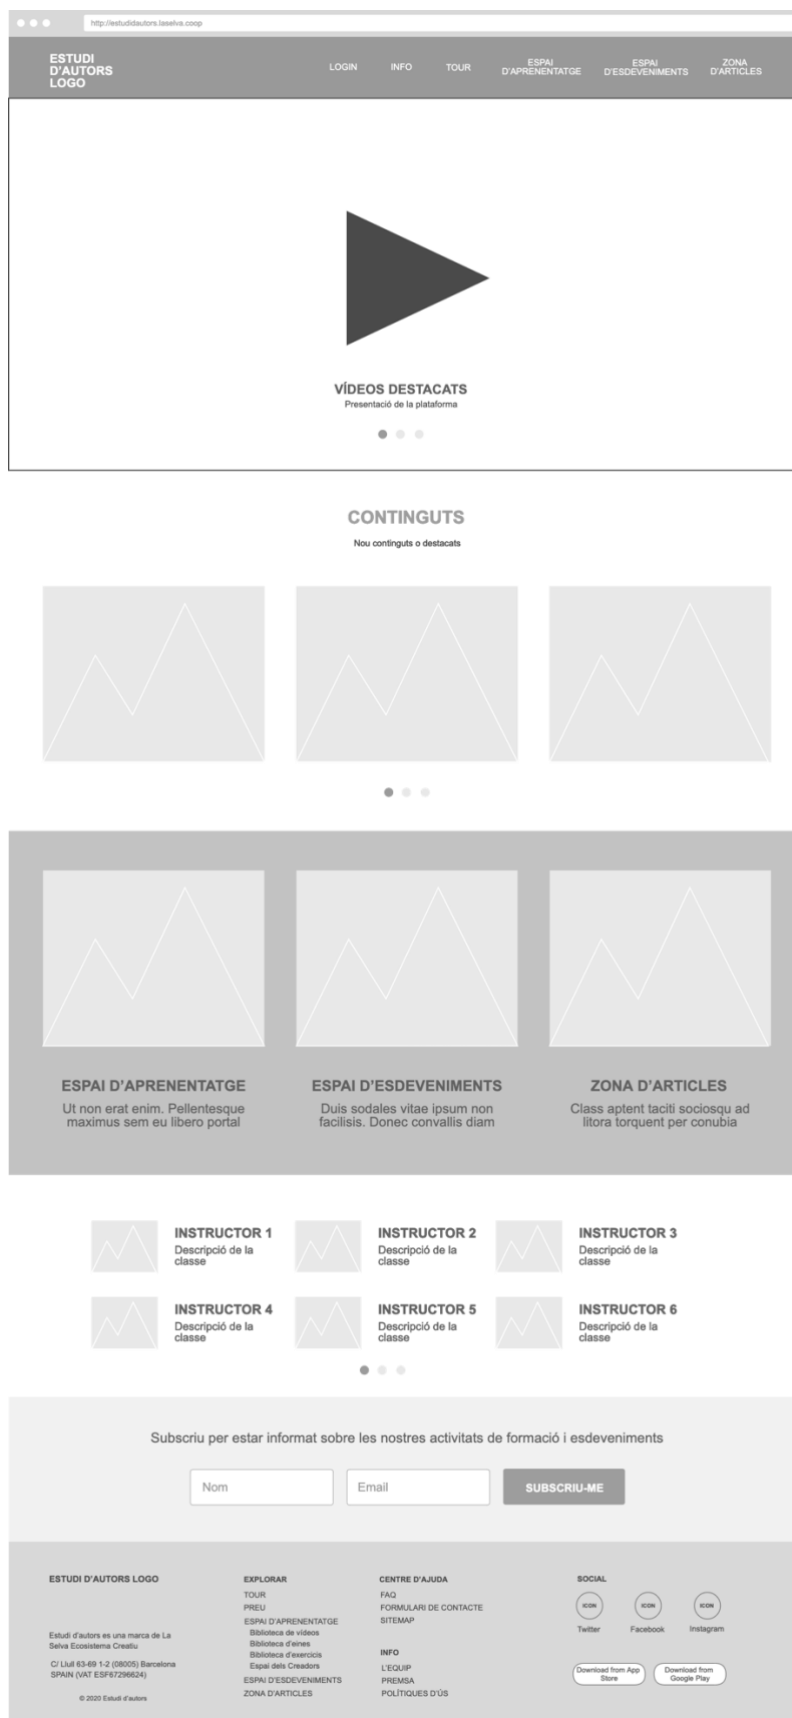 http://estudidautors.laselva.coop
ESTUDI
D'AUTORS
LOGO
LOGIN
INFO
TOUR
ESPAI
D'APRENENTATGE
ESPAI
D'ESDEVENIMENTS
ZONA
D'ARTICLES
VÍDEOS DESTACATS
Presentació de la plataforma
CONTINGUTS
Nou continguts o destacats
ESPAI D'APRENENTATGE
Ut non erat enim. Pellentesque
maximus sem eu libero portal
ESPAI D'ESDEVENIMENTS
Duis sodales vitae ipsum non
facilisis. Donec convallis diam
ZONA D'ARTICLES
Class aptent taciti sociosqu ad
litora torquent per conubia
INSTRUCTOR 1
Descripció de la
classe
INSTRUCTOR 2
Descripció de la
classe
INSTRUCTOR 3
Descripció de la
classe
INSTRUCTOR 4
Descripció de la
classe
INSTRUCTOR 5
Descripció de la
classe
INSTRUCTOR 6
Descripció de la
classe
Subscriu per estar informat sobre les nostres activitats de formació i esdeveniments
Nom
Email
SUBSCRIU-ME
ESTUDI D'AUTORS LOGO
Estudi d'autors es una marca de La
Selva Ecosistema Creatiu
C/ Llull 63-69 1-2 (08005) Barcelona
SPAIN (VAT ESF67296624)
© 2020 Estudi d'autors
EXPLORAR
TOUR
PREU
ESPAI D'APRENENTATGE
Biblioteca de vídeos
Biblioteca d'eines
Biblioteca d'exercicis
Espai dels Creadors
ESPAI D'ESDEVENIMENTS
ZONA D'ARTICLES
CENTRE D'AJUDA
FAQ
FORMULARI DE CONTACTE
SITEMAP
INFO
L'EQUIP
PREMSA
POLÍTIQUES D'ÚS
SOCIAL
ICON
ICON
ICON
Twitter
Facebook
Instagram
Download from App
Store
Download from
Google Play